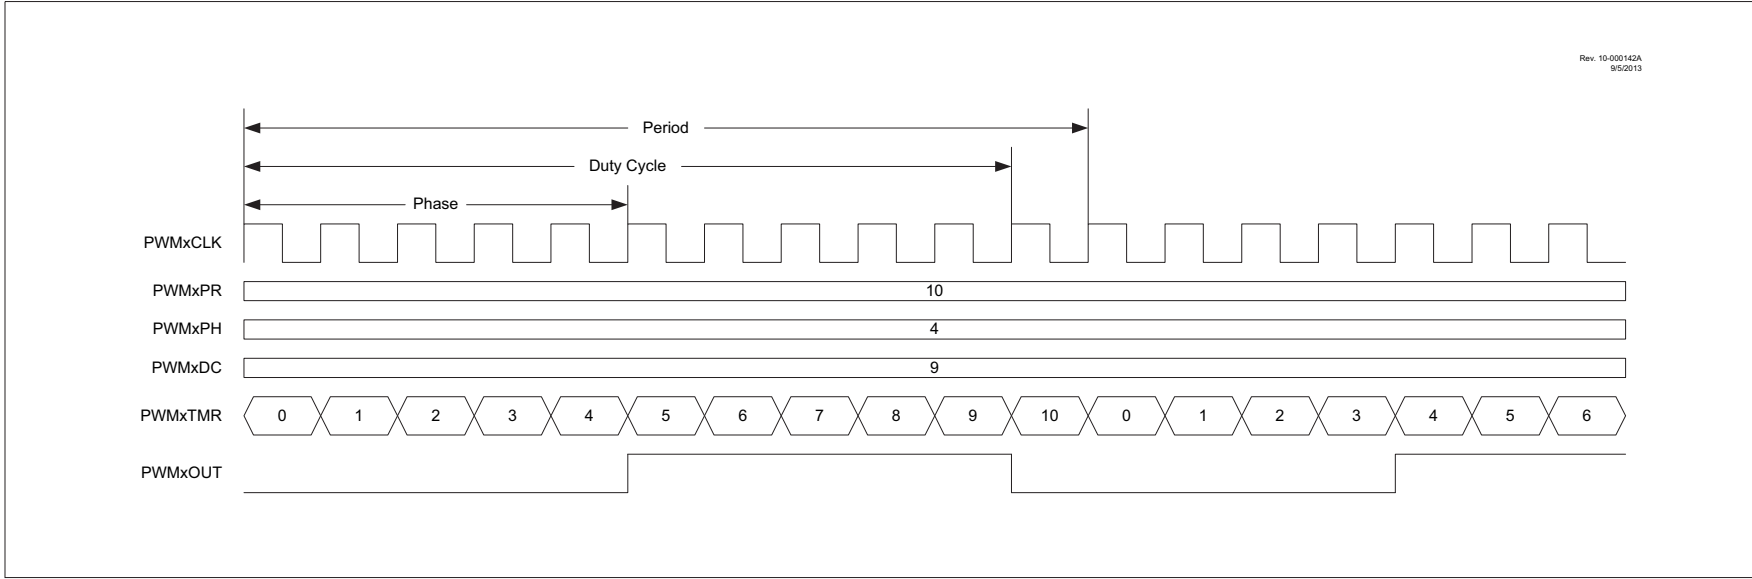 Rev. 10-000142A
9/5/2013
Period
Duty Cycle
Phase
PWMxCLK
PWMxPR 10
PWMxPH 4
PWMxDC 9
PWMxTMR 0 1 2 3 4 5 6 7 8 9 10 0 1 2 3 4 5 6
PWMxOUT